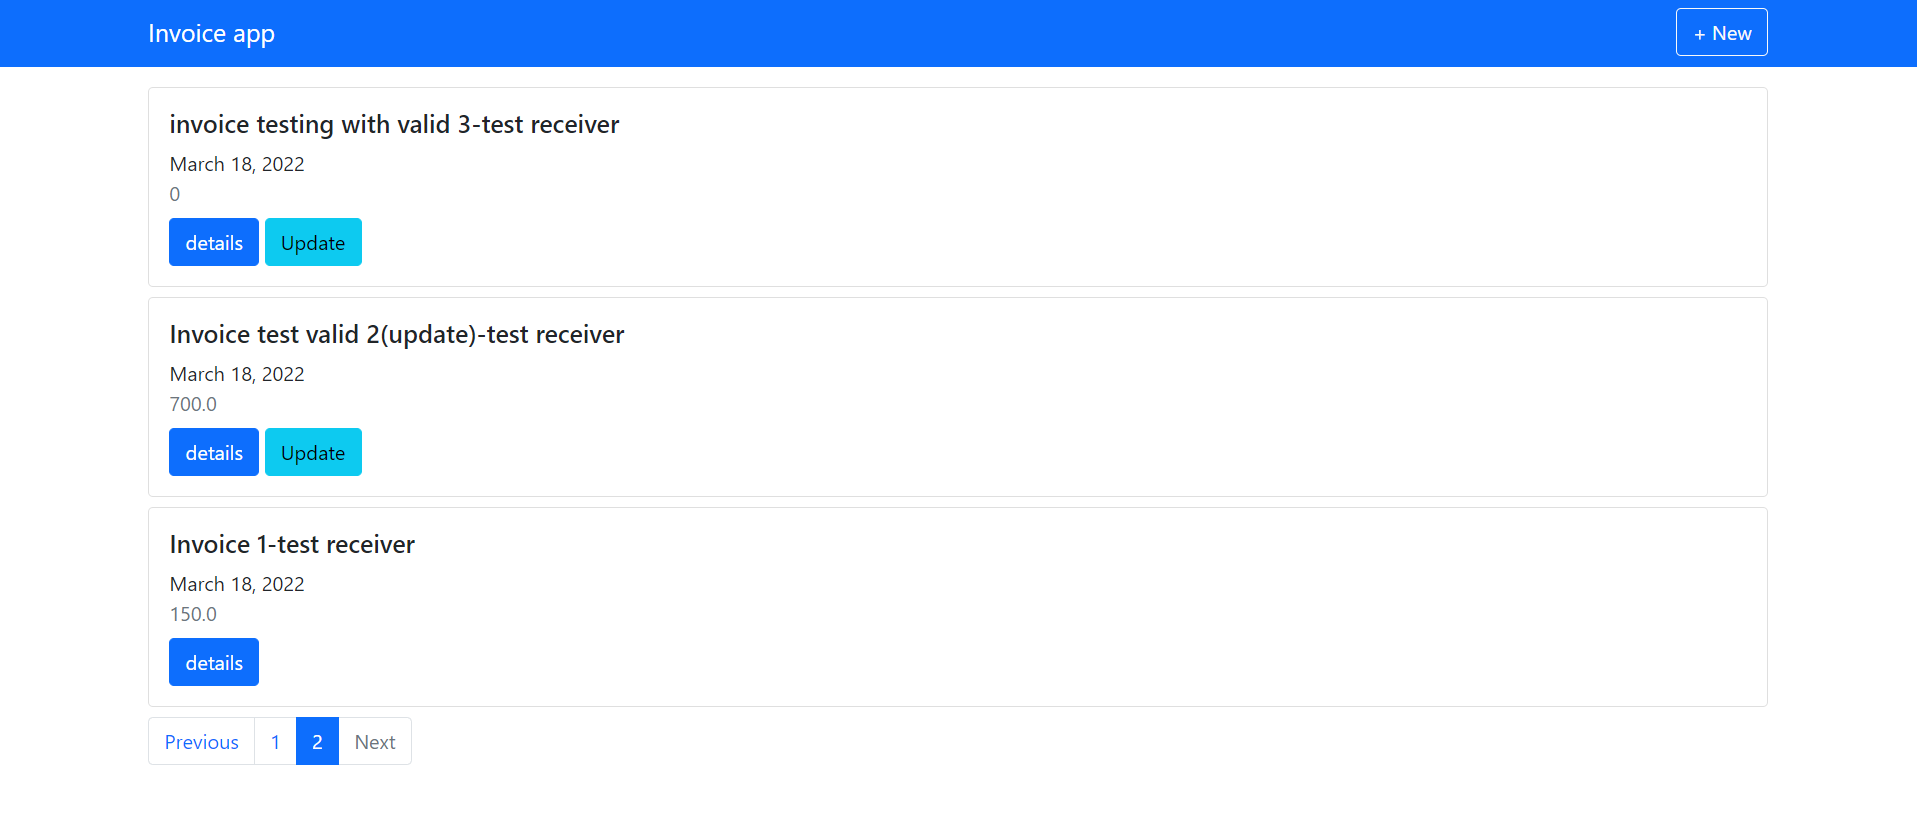 Invoice app
+ New
invoice testing with valid 3-test receiver
March 18, 2022
0
details Update
Invoice test valid 2(update)-test receiver
March 18, 2022
700.0
details Update
Invoice 1-test receiver
March 18, 2022
150.0
details
Previous 1 2 Next